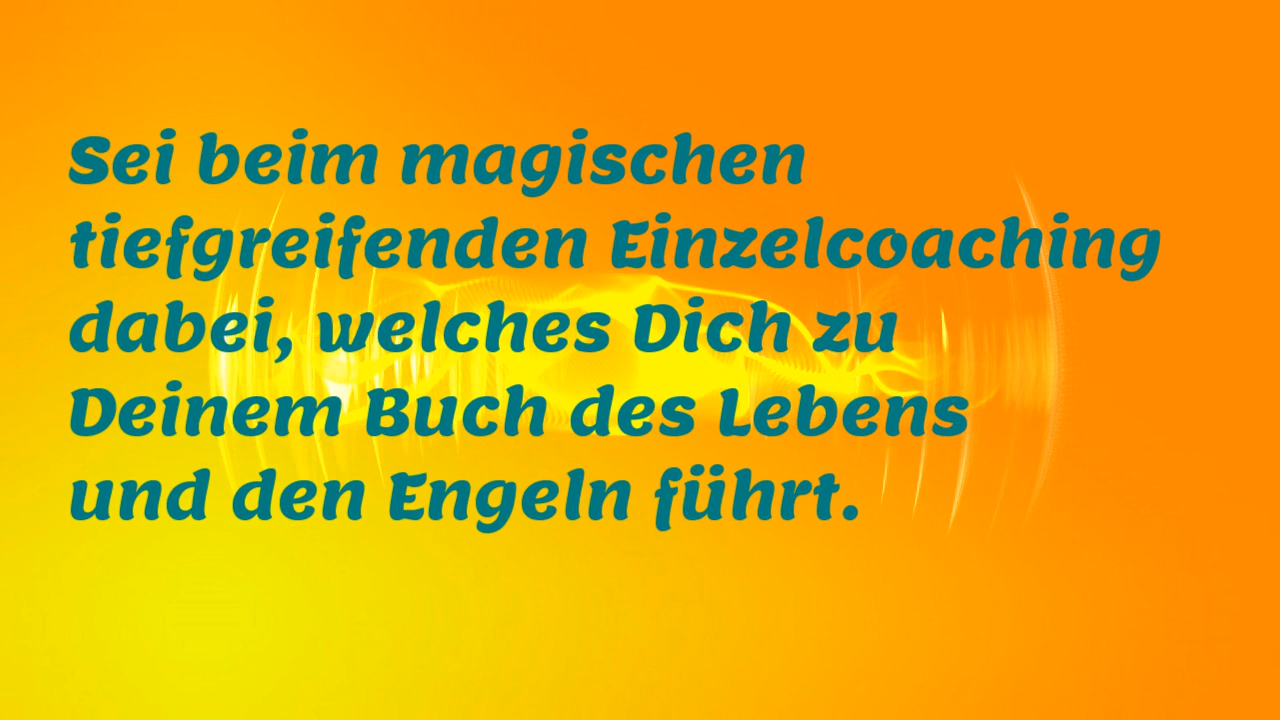 Sei beim magischen
tiefgreifenden Einzelcoaching
dabei, welches Dich zu
Deinem Buch des Lebens
und den Engeln führt.